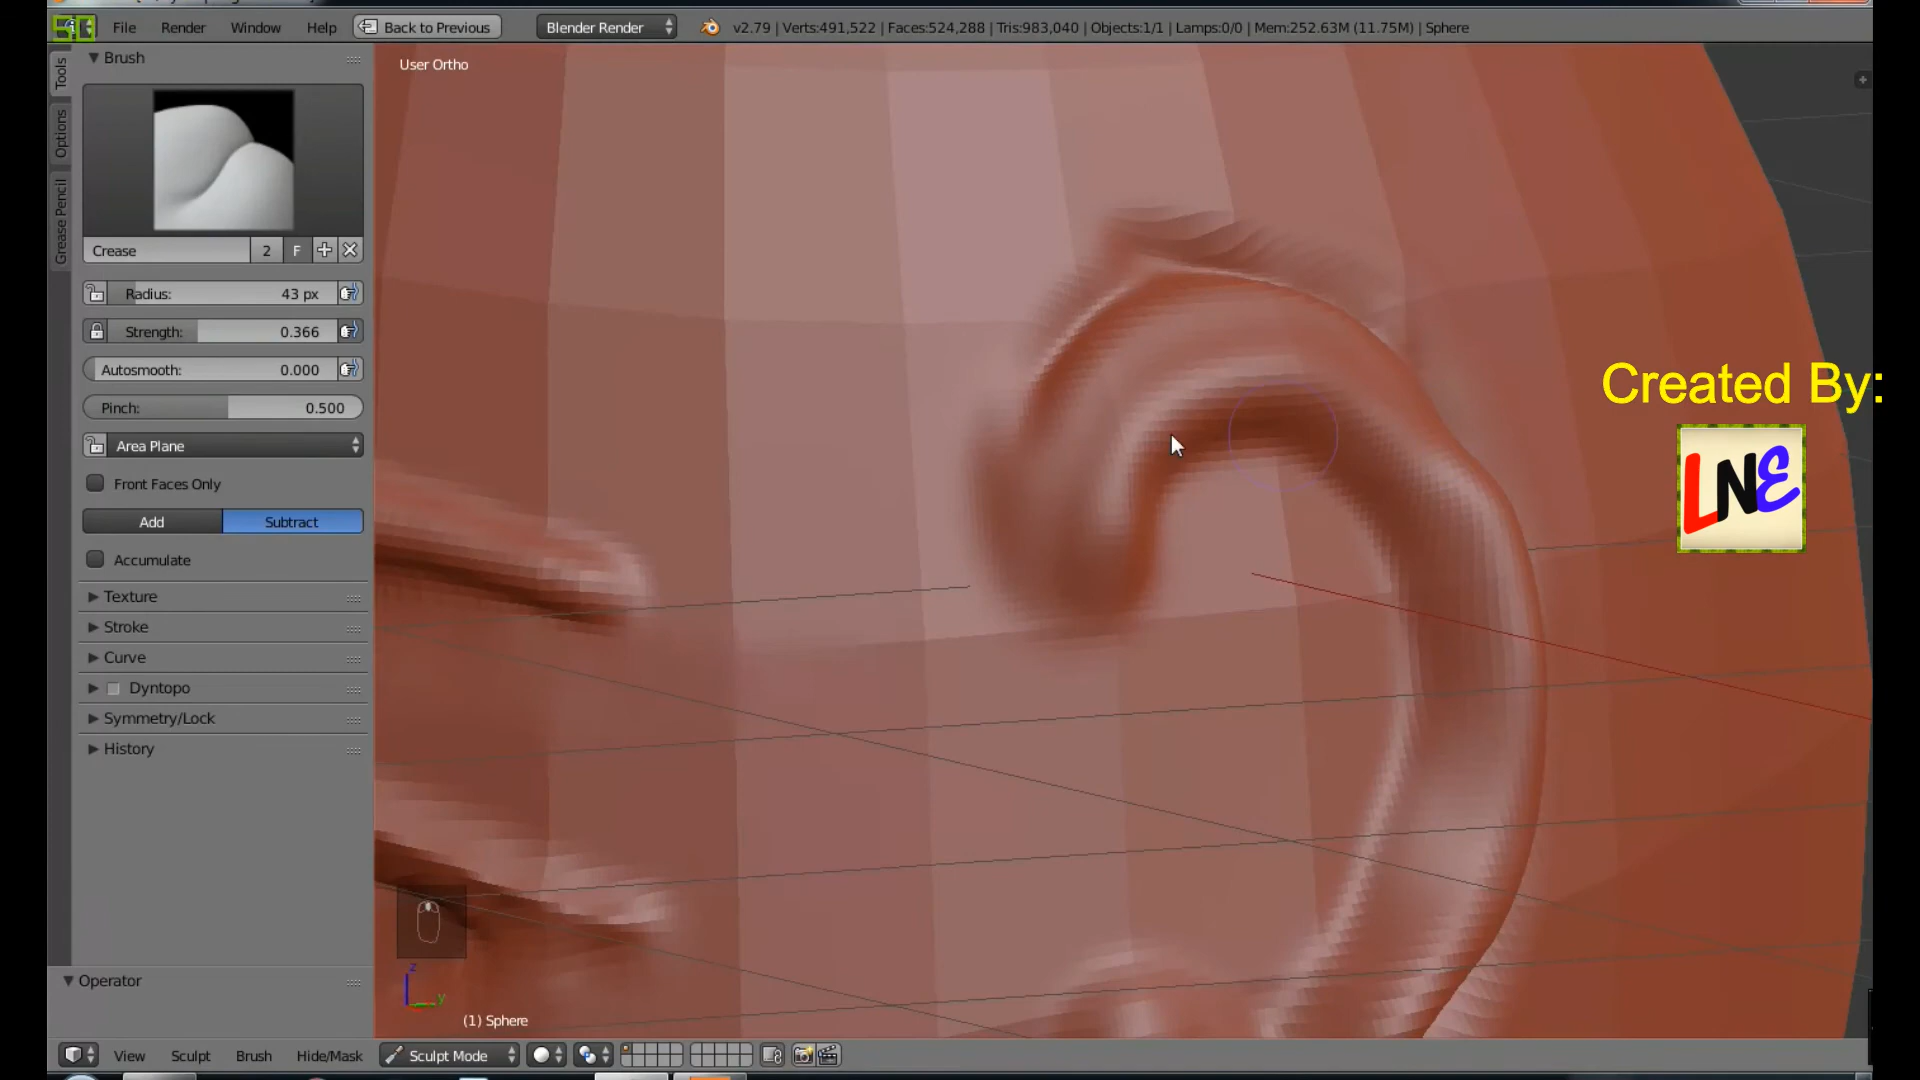 File Render Window Help Back to Previous Blender Render v2.79 | Verts:491,522 | Faces:524,288 | Tris:983,040 | Objects:1/1 | Lamps:0/0 | Mem:252.63M (11.75M) | Sphere
Tools
Options
Grease Pencil
Brush
User Ortho
Crease 2 F
Radius: 43 px
Strength: 0.366
Autosmooth: 0.000
Pinch: 0.500
Area Plane
Front Faces Only
Add Subtract
Accumulate
Texture
Stroke
Curve
Dyntopo
Symmetry/Lock
History
Created By:
LNE
Operator
z
y
(1) Sphere
View Sculpt Brush Hide/Mask Sculpt Mode